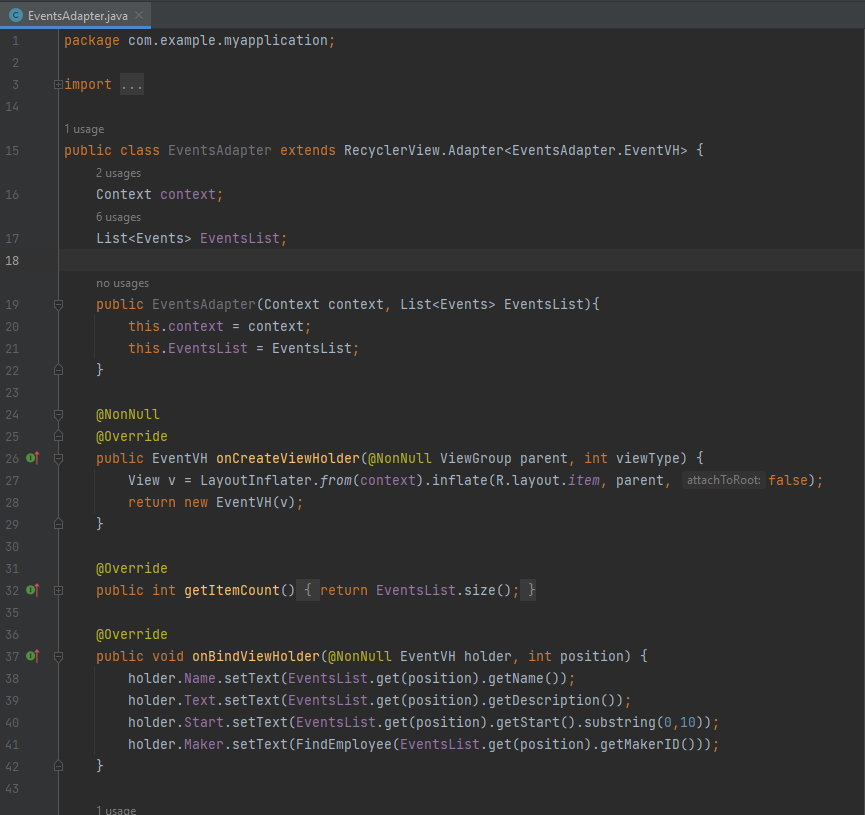 EventsAdapter.java
1 package com.example.myapplication;
2
3 import ...
14
1 usage
15 public class EventsAdapter extends RecyclerView.Adapter<EventsAdapter.EventVH> {
2 usages
16 Context context;
6 usages
17 List<Events> EventsList;
18
no usages
19 public EventsAdapter(Context context, List<Events> EventsList){
20 this.context = context;
21 this.EventsList = EventsList;
22 }
23
24 @NonNull
25 @Override
26 public EventVH onCreateViewHolder(@NonNull ViewGroup parent, int viewType) {
27 View v = LayoutInflater.from(context).inflate(R.layout.item, parent, attachToRoot: false);
28 return new EventVH(v);
29 }
30
31 @Override
32 public int getItemCount() { return EventsList.size(); }
35
36 @Override
37 public void onBindViewHolder(@NonNull EventVH holder, int position) {
38 holder.Name.setText(EventsList.get(position).getName());
39 holder.Text.setText(EventsList.get(position).getDescription());
40 holder.Start.setText(EventsList.get(position).getStart().substring(0,10));
41 holder.Maker.setText(FindEmployee(EventsList.get(position).getMakerID()));
42 }
43
1 usage